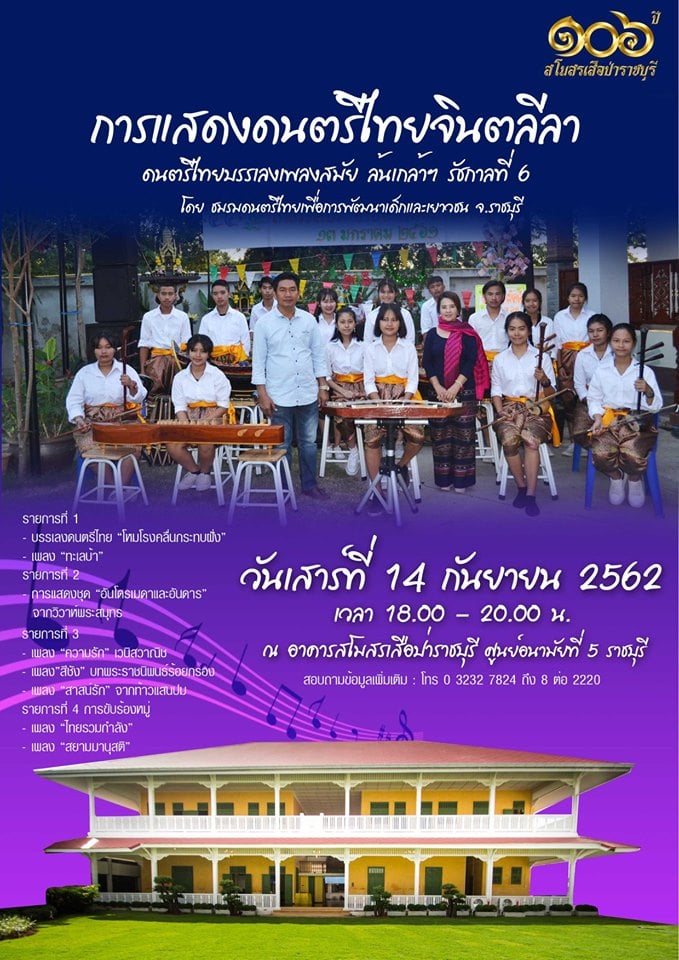 ๑๐๖ ปี
สโมสรเสือป่าราชบุรี
การแสดงดนตรีไทยจินตลีลา
ดนตรีไทยบรรเลงเพลงสมัย ล้นเกล้าฯ รัชกาลที่ 6
โดย ชมรมดนตรีไทยเพื่อการพัฒนาเด็กและเยาวชน จ.ราชบุรี
๑๓ มกราคม ๒๕๖๑
รายการที่ 1
- บรรเลงดนตรีไทย “โหมโรงคลื่นกระทบฝั่ง”
- เพลง “ทะเลบ้า”
รายการที่ 2
- การแสดงชุด “อันโดรเมดาและอันดาร”
จากวิวาห์พระสมุทร
รายการที่ 3
- เพลง “ความรัก” เวนิสวาณิช
- เพลง”สีชัง” บทพระราชนิพนธ์ร้อยกรอง
- เพลง “สาส์นรัก” จากท้าวแสนปม
รายการที่ 4 การขับร้องหมู่
- เพลง “ไทยรวมกำลัง”
- เพลง “สยามมานุสติ”
วันเสาร์ที่ 14 กันยายน 2562
เวลา 18.00 – 20.00 น.
ณ อาคารสโมสรเสือป่าราชบุรี ศูนย์อนามัยที่ 5 ราชบุรี
สอบถามข้อมูลเพิ่มเติม : โทร 0 3232 7824 ถึง 8 ต่อ 2220